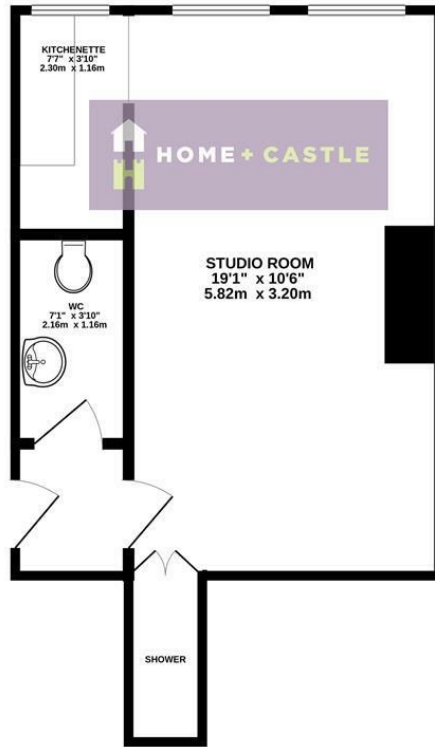 KITCHENETTE
7'7" x 3'10"
2.30m x 1.16m
HOME + CASTLE
STUDIO ROOM
19'1" x 10'6"
5.82m x 3.20m
WC
7'1" x 3'10"
2.16m x 1.16m
SHOWER